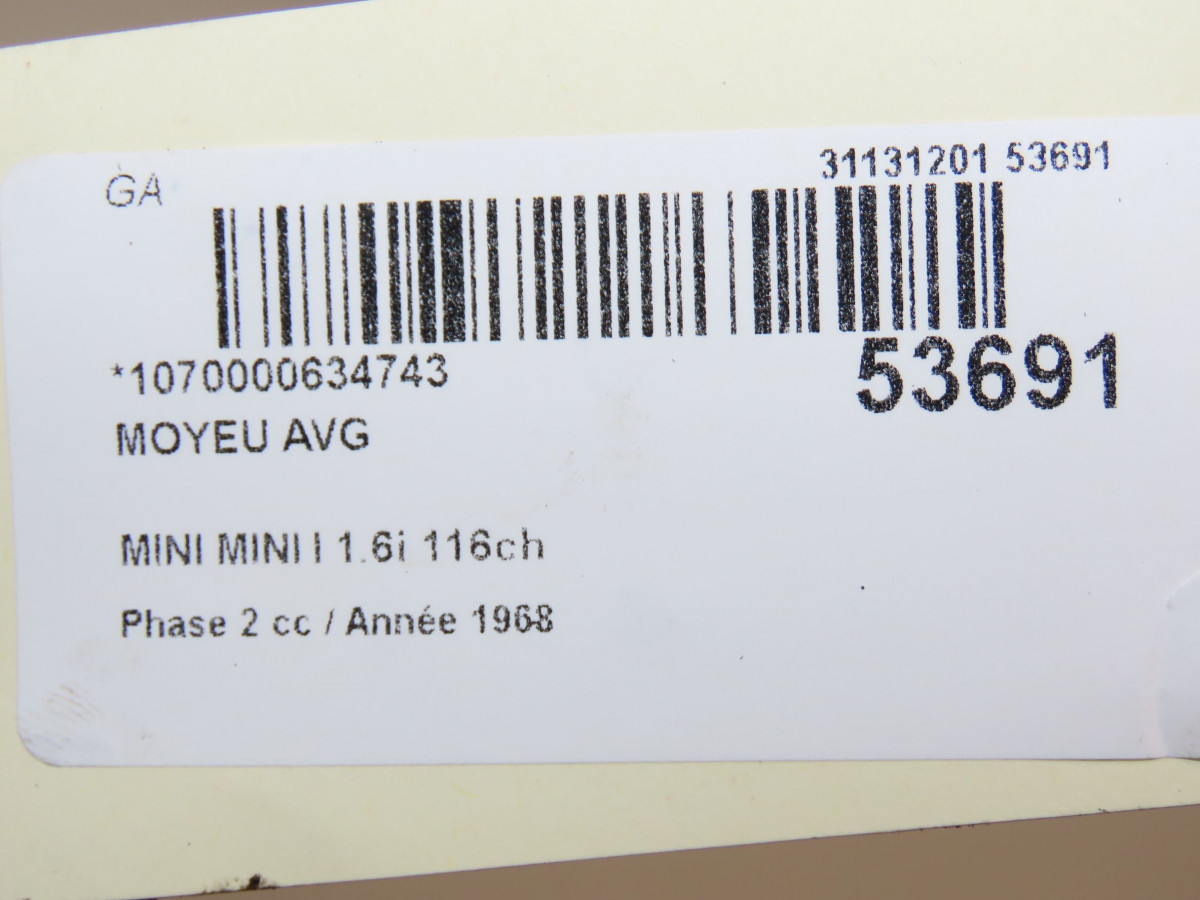 GA
31131201 53691
*1070000634743
53691
MOYEU AVG
MINI MINI I 1.6i 116ch
Phase 2 cc / Année 1968